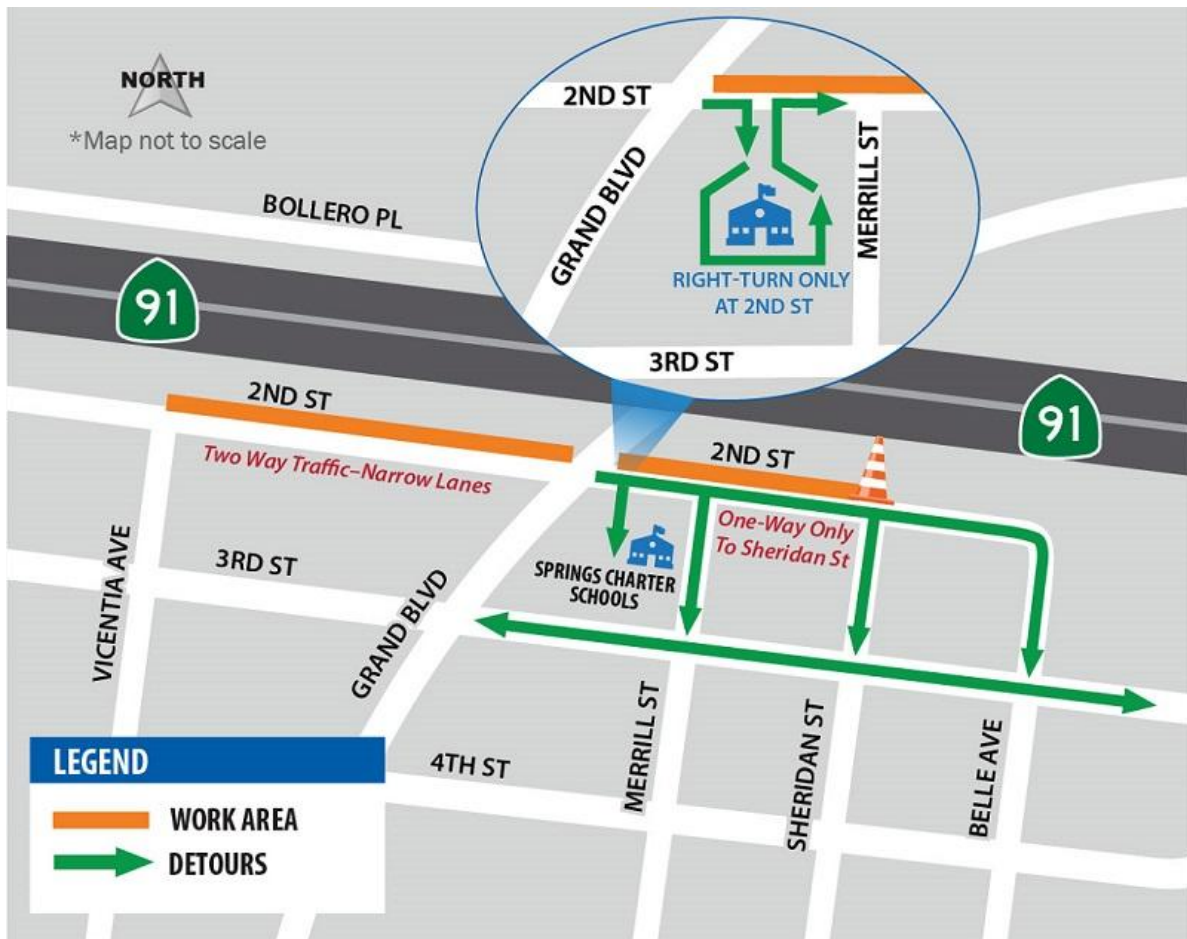 NORTH
*Map not to scale
2ND ST
GRAND BLVD
MERRILL ST
RIGHT-TURN ONLY
AT 2ND ST
3RD ST
BOLLERO PL
91
91
2ND ST
Two Way Traffic–Narrow Lanes
2ND ST
One-Way Only
To Sheridan St
SPRINGS CHARTER
SCHOOLS
VICENTIA AVE
3RD ST
GRAND BLVD
MERRILL ST
SHERIDAN ST
BELLE AVE
4TH ST
LEGEND
WORK AREA
DETOURS